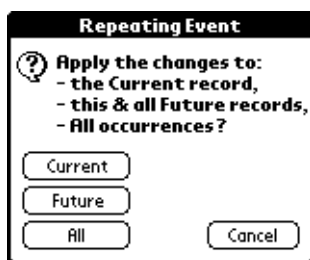 Repeating Event
Apply the changes to:
- the Current record,
- this & all Future records,
- All occurrences?
Current
Future
All
Cancel